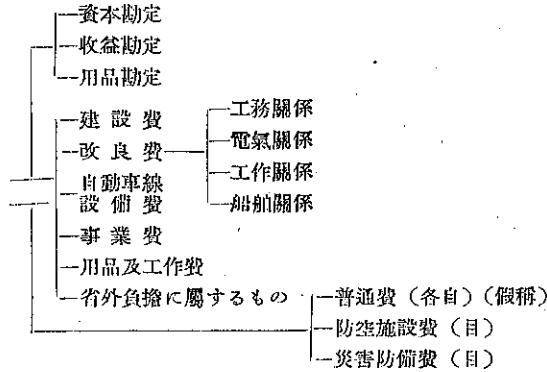 資本勘定
收益勘定
用品勘定
建設費
改良費
工務關係
電氣關係
工作關係
船舶關係
自動車線
設備費
事業費
用品及工作費
省外負擔に屬するもの
普通費（各自）（假稱）
防空施設費（目）
災害防備費（目）